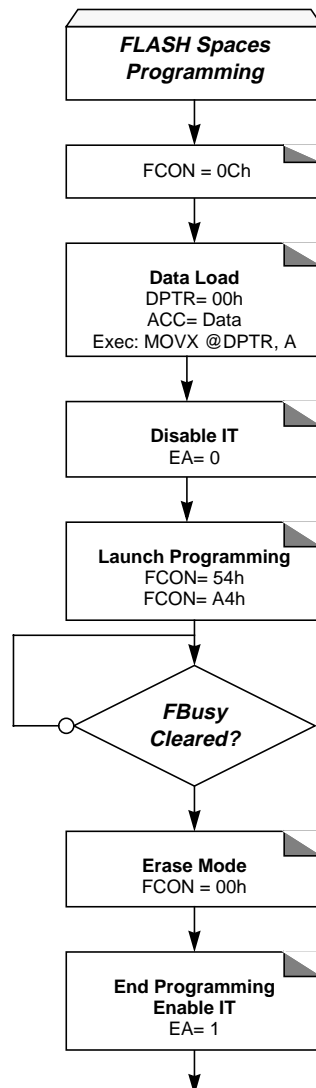 FLASH Spaces
Programming
FCON = 0Ch
Data Load
DPTR= 00h
ACC= Data
Exec: MOVX @DPTR, A
Disable IT
EA= 0
Launch Programming
FCON= 54h
FCON= A4h
FBusy
Cleared?
Erase Mode
FCON = 00h
End Programming
Enable IT
EA= 1